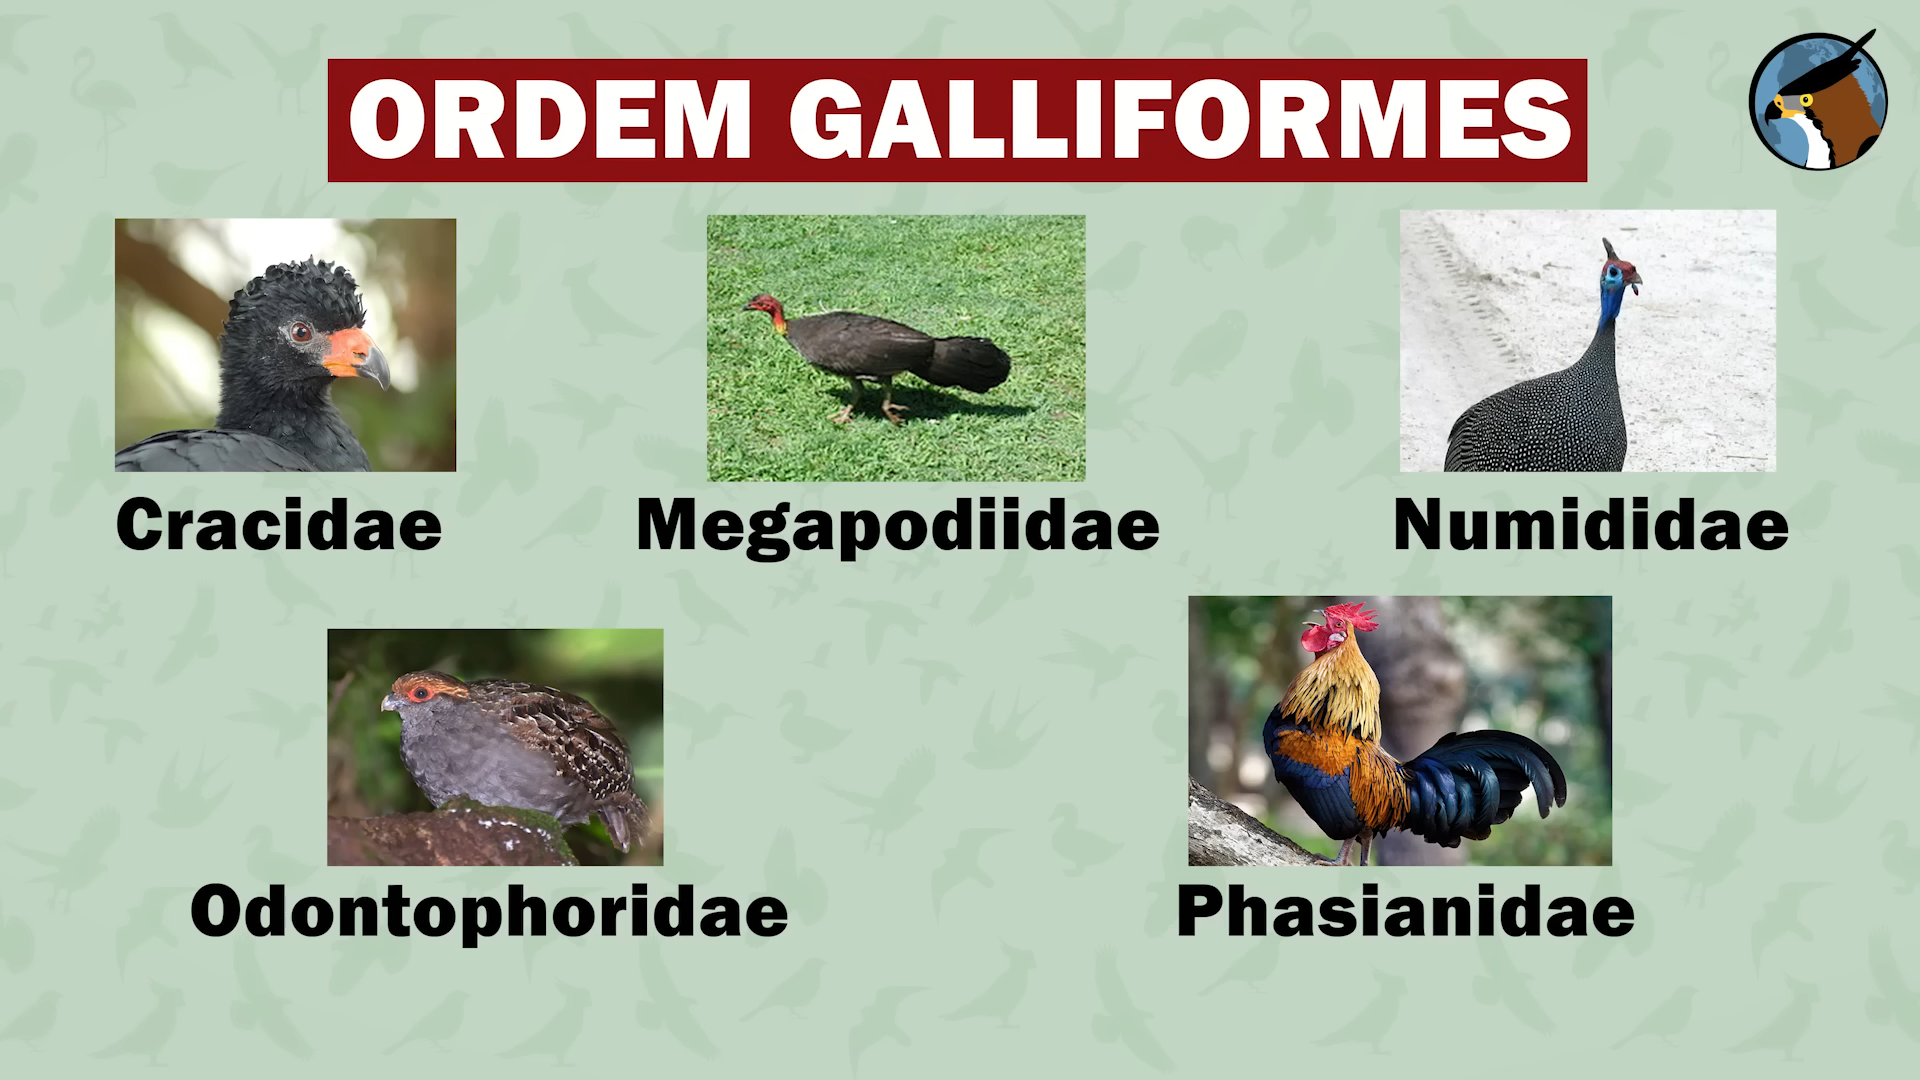 ORDEM GALLIFORMES
Cracidae
Megapodiidae
Numididae
Odontophoridae
Phasianidae